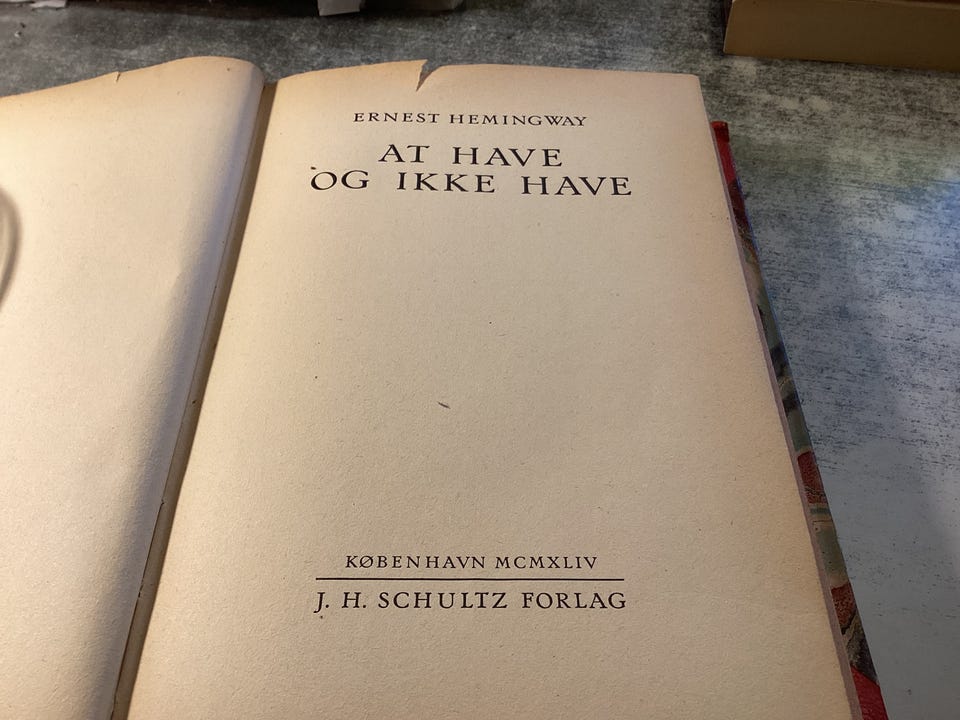 ERNEST HEMINGWAY
AT HAVE
OG IKKE HAVE
KØBENHAVN MCMXLIV
J. H. SCHULTZ FORLAG